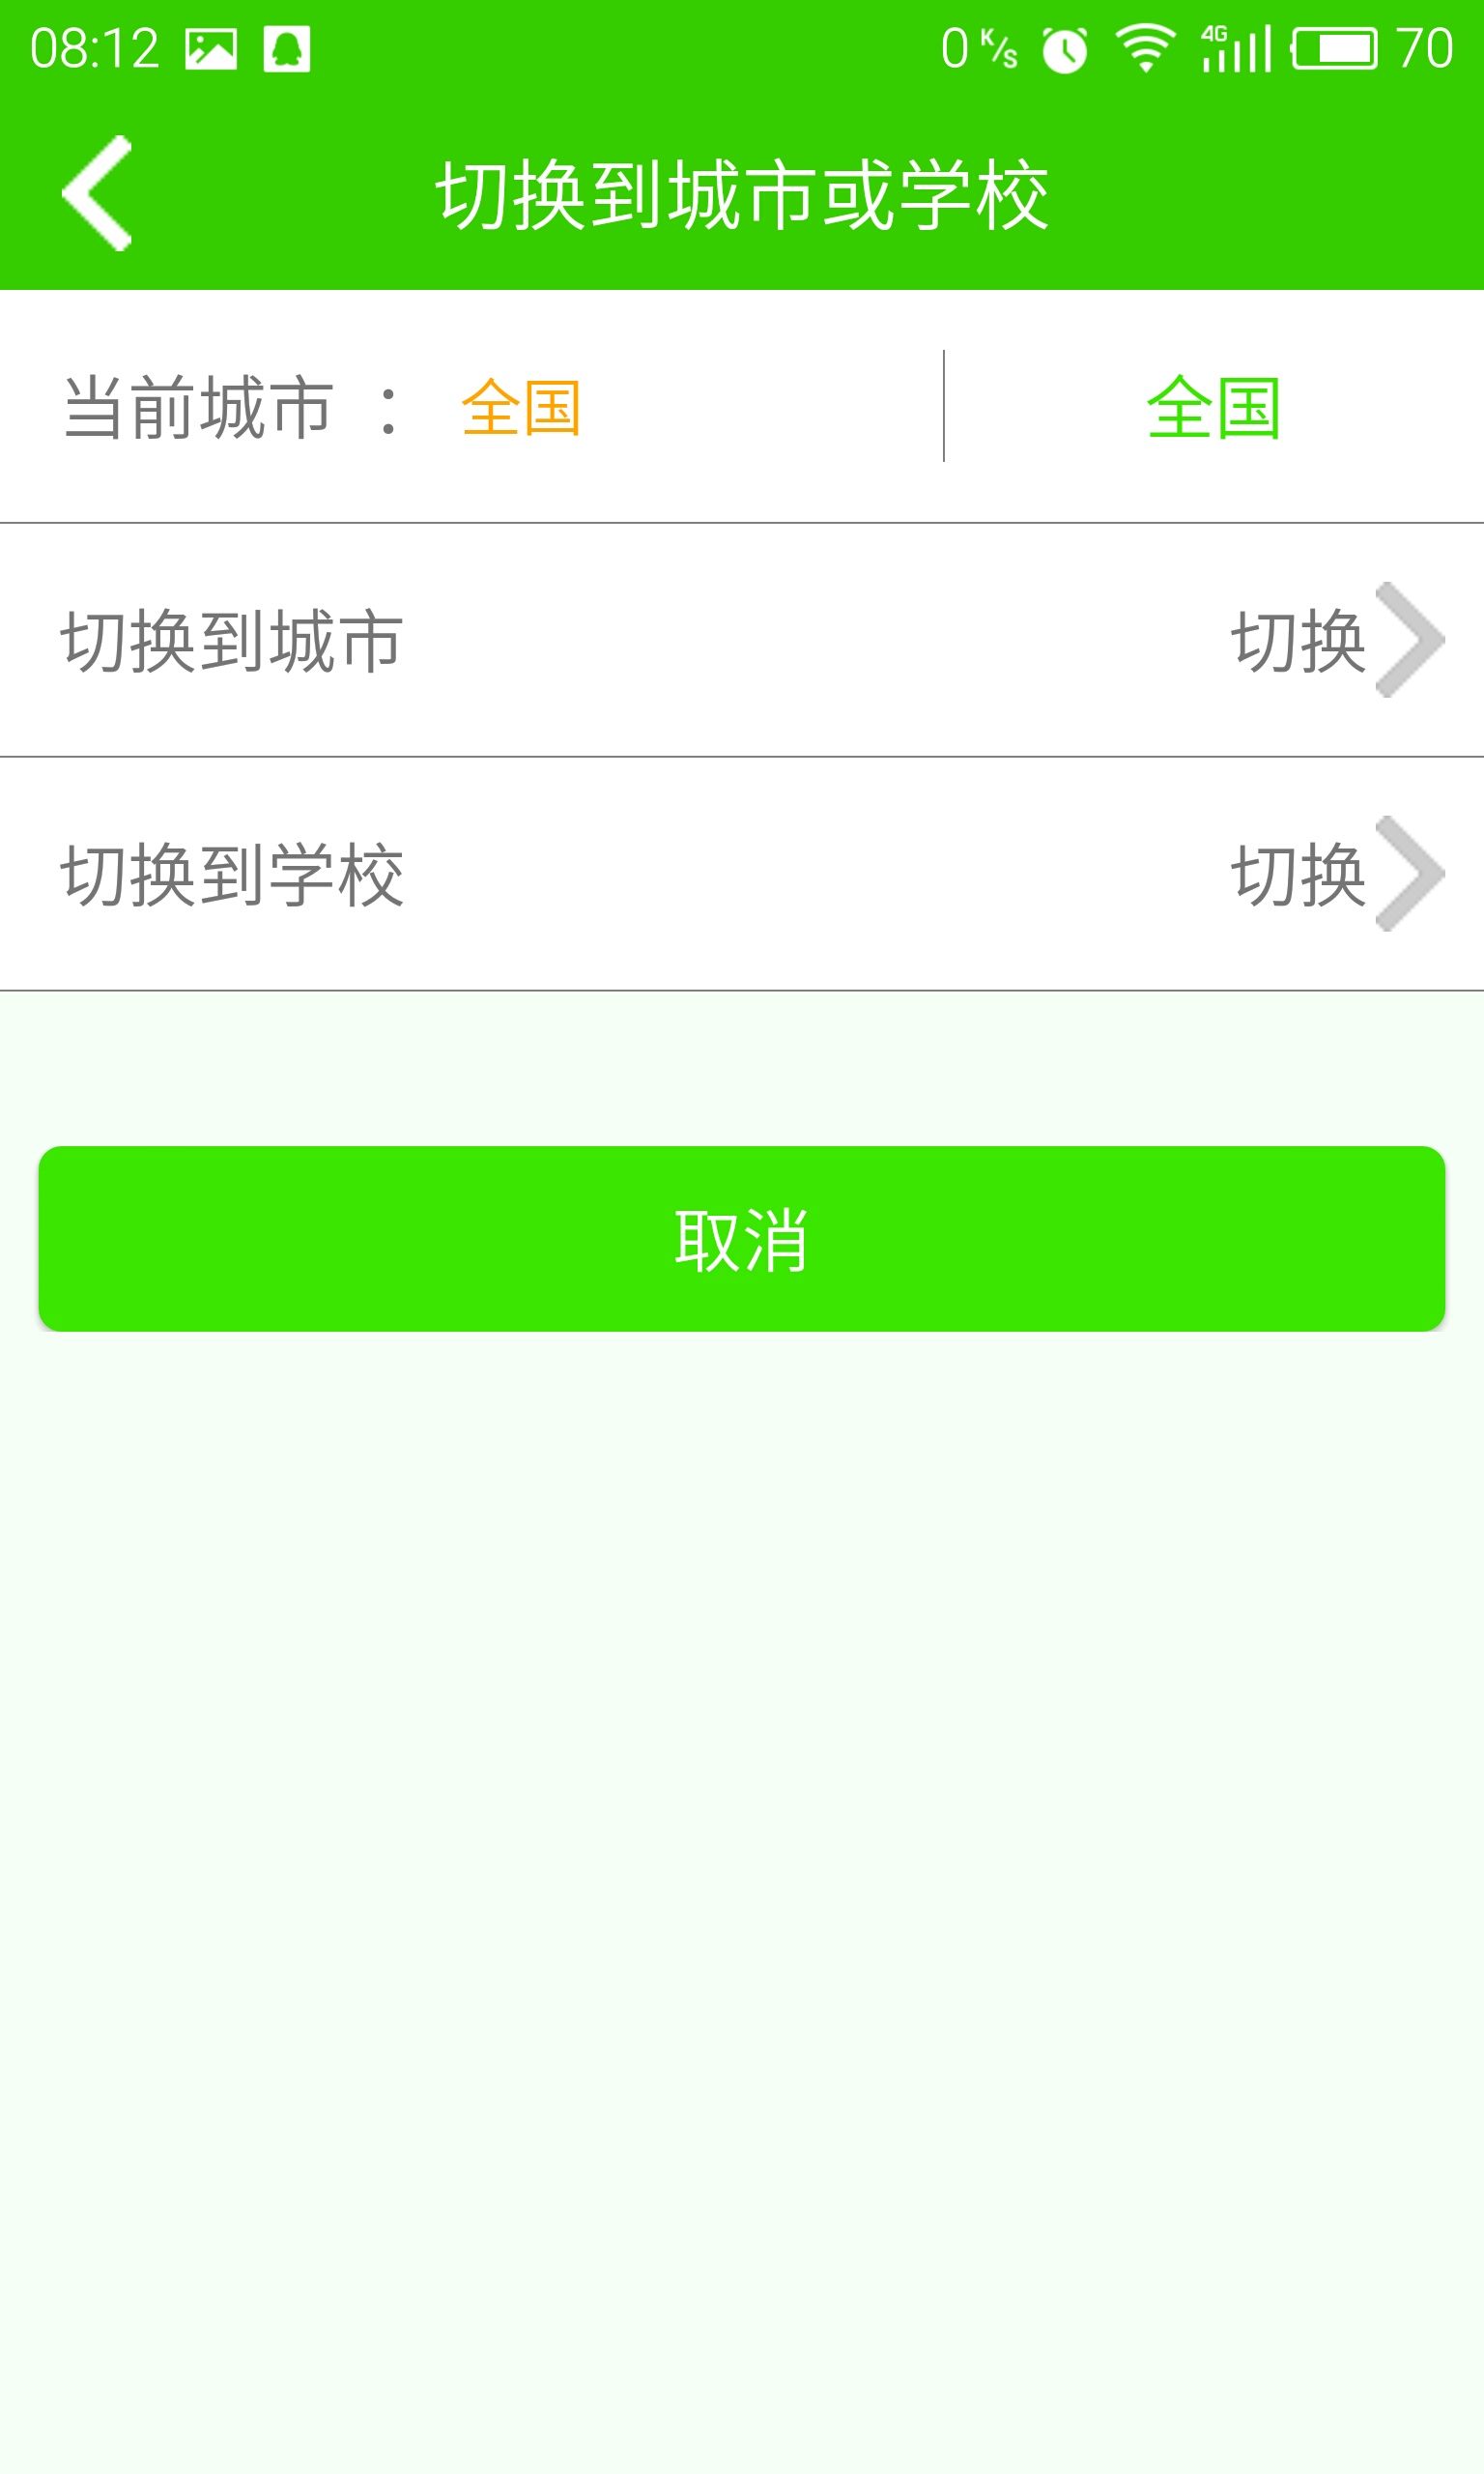 08:12 0 K/s 4G 70
切换到城市或学校
当前城市 ： 全国 全国
切换到城市 切换
切换到学校 切换
取消